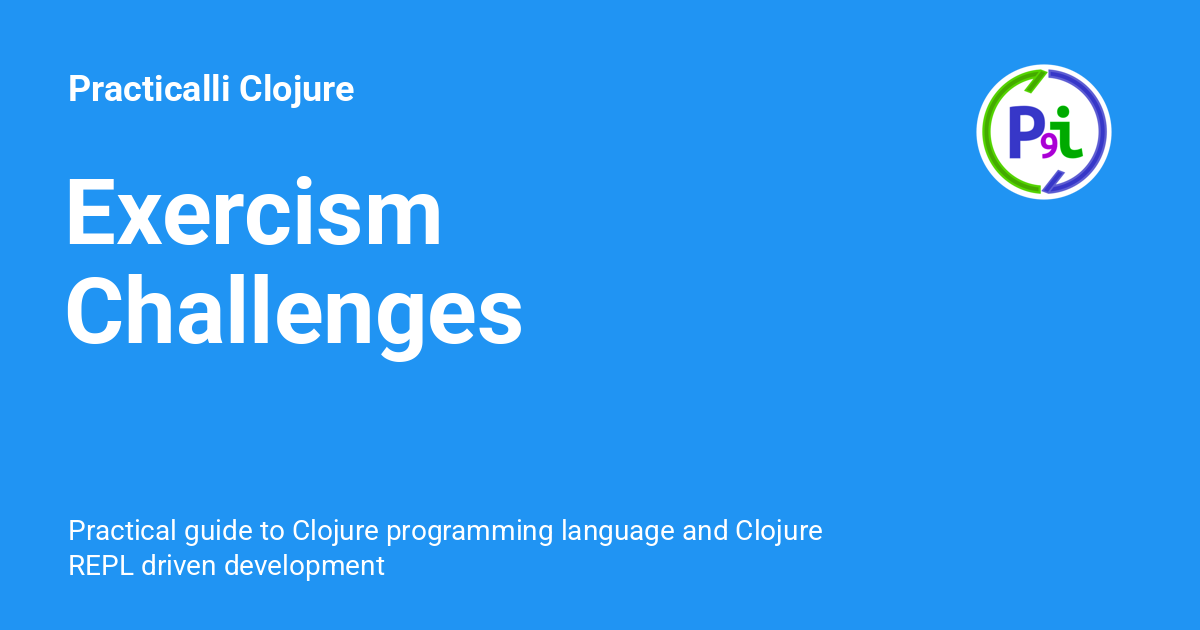 Practicalli Clojure
P9i
Exercism
Challenges
Practical guide to Clojure programming language and Clojure
REPL driven development